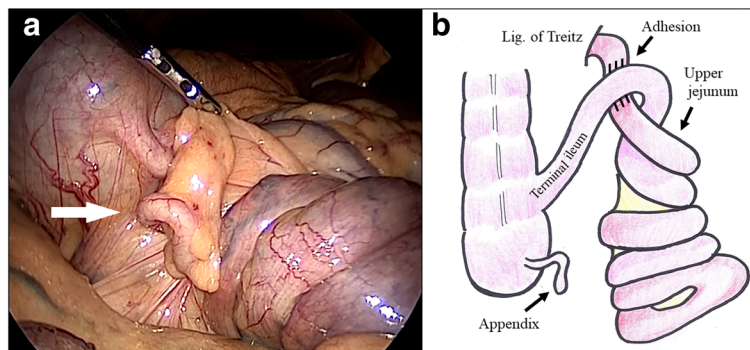 a
b
Lig. of Treitz
Adhesion
Upper
jejunum
Terminal ileum
Appendix